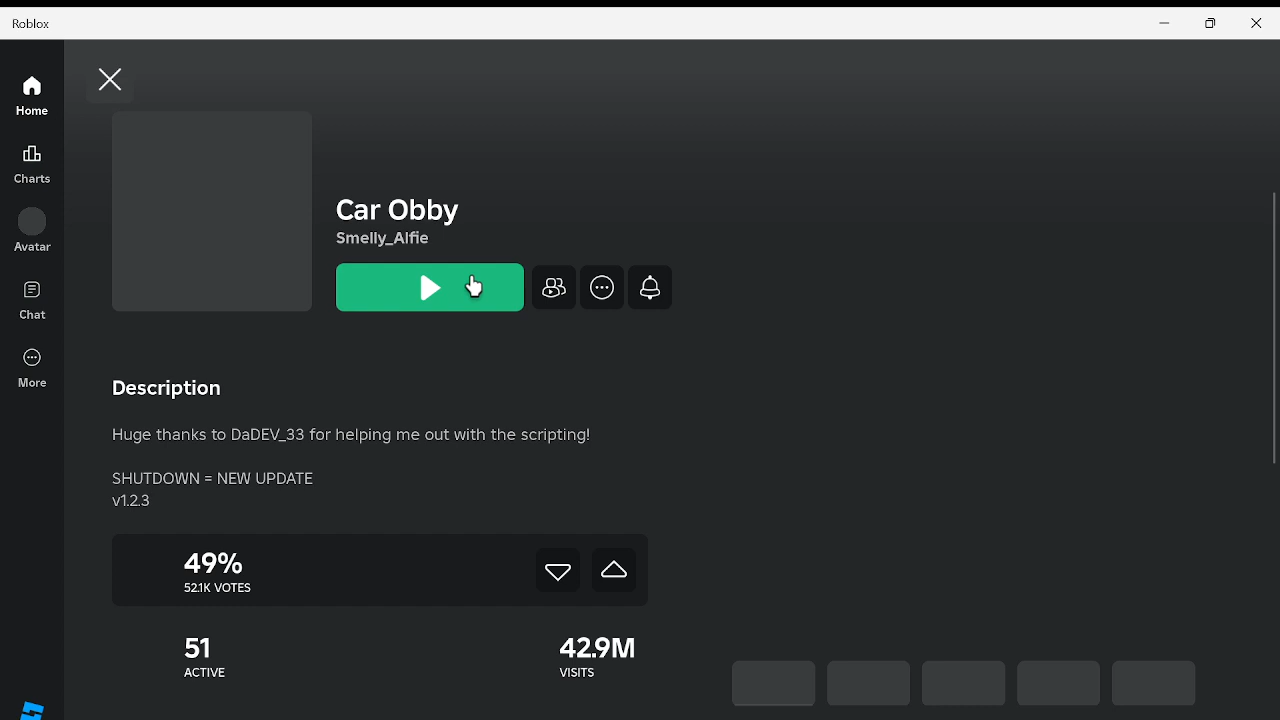 Roblox
Home
Charts
Avatar
Chat
More
Car Obby
Smelly_Alfie
Description
Huge thanks to DaDEV_33 for helping me out with the scripting!
SHUTDOWN = NEW UPDATE
v1.2.3
49%
52.1K VOTES
51
ACTIVE
42.9M
VISITS